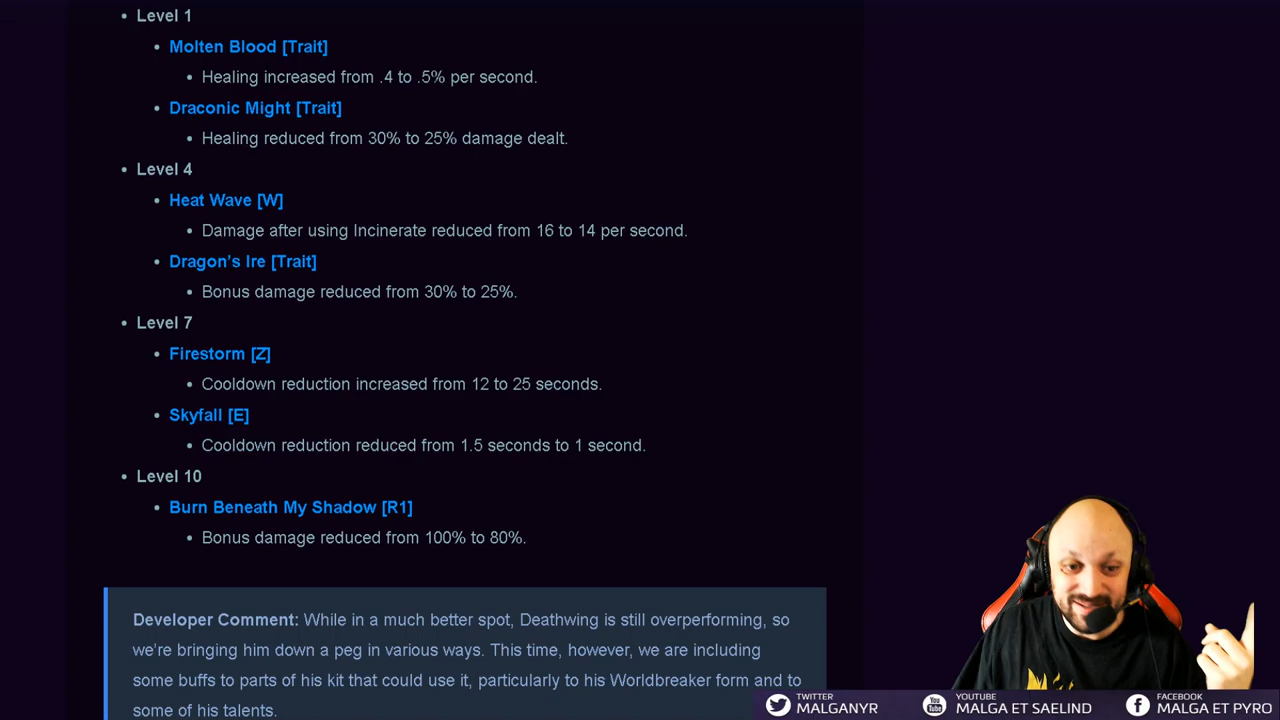 Level 1
Molten Blood [Trait]
Healing increased from .4 to .5% per second.
Draconic Might [Trait]
Healing reduced from 30% to 25% damage dealt.
Level 4
Heat Wave [W]
Damage after using Incinerate reduced from 16 to 14 per second.
Dragon's Ire [Trait]
Bonus damage reduced from 30% to 25%.
Level 7
Firestorm [Z]
Cooldown reduction increased from 12 to 25 seconds.
Skyfall [E]
Cooldown reduction reduced from 1.5 seconds to 1 second.
Level 10
Burn Beneath My Shadow [R1]
Bonus damage reduced from 100% to 80%.
Developer Comment: While in a much better spot, Deathwing is still overperforming, so
we're bringing him down a peg in various ways. This time, however, we are including
some buffs to parts of his kit that could use it, particularly to his Worldbreaker form and to
some of his talents.
TWITTER
MALGANYR
YOUTUBE
MALGA ET SAELIND
FACEBOOK
MALGA ET PYRO